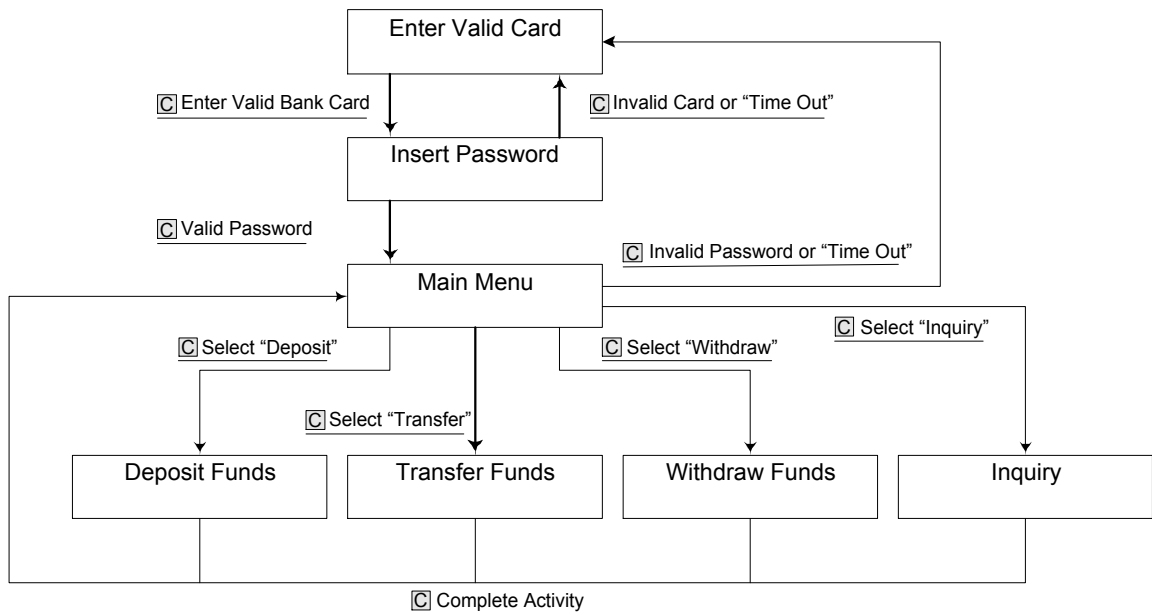 Enter Valid Card
C Enter Valid Bank Card
C Invalid Card or “Time Out”
Insert Password
C Valid Password
C Invalid Password or “Time Out”
Main Menu
C Select “Inquiry”
C Select “Deposit”
C Select “Withdraw”
C Select “Transfer”
Deposit Funds
Transfer Funds
Withdraw Funds
Inquiry
C Complete Activity